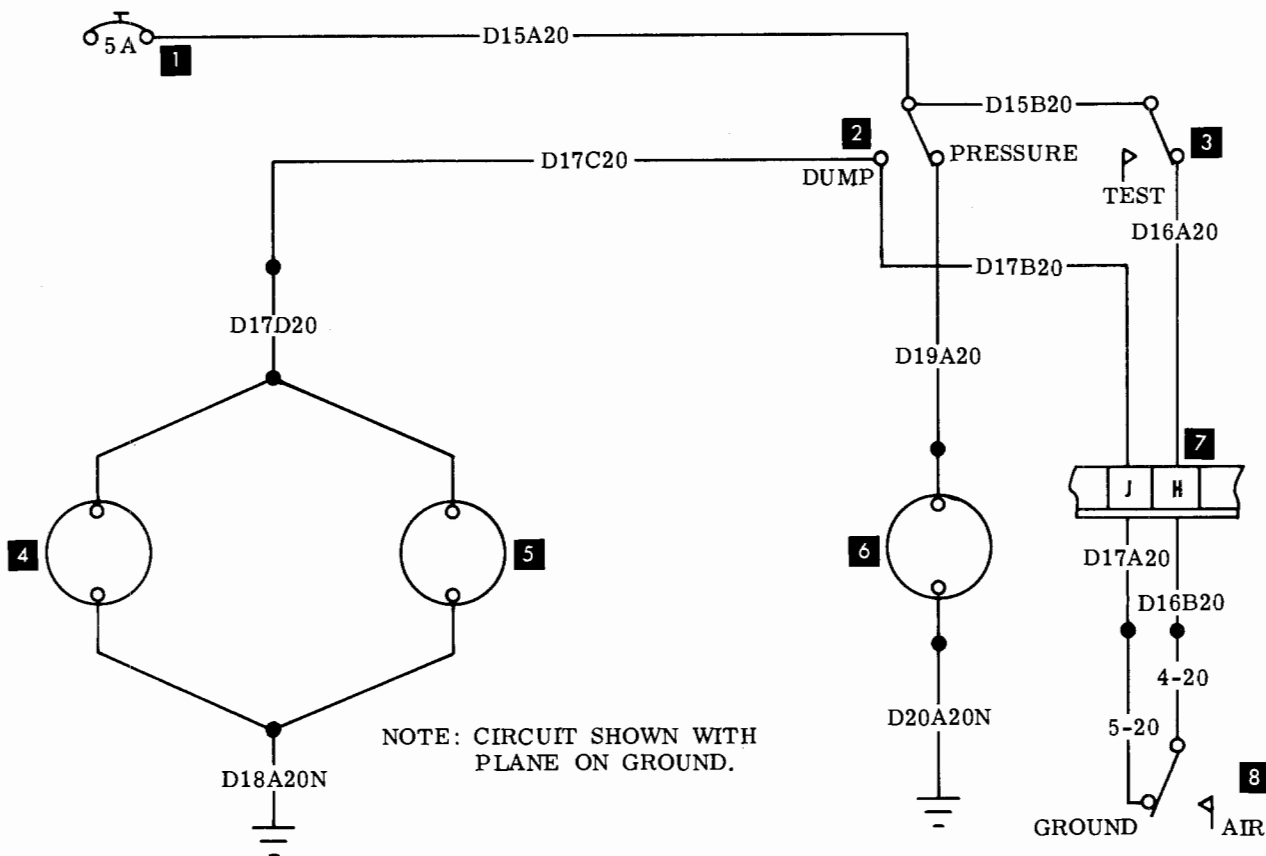 5A
1
D15A20
2
D15B20
3
D17C20
DUMP
PRESSURE
TEST
D16A20
D17B20
D17D20
D19A20
7
J
H
4
5
6
D17A20
D16B20
4-20
D20A20N
5-20
NOTE: CIRCUIT SHOWN WITH
PLANE ON GROUND.
D18A20N
8
GROUND
AIR